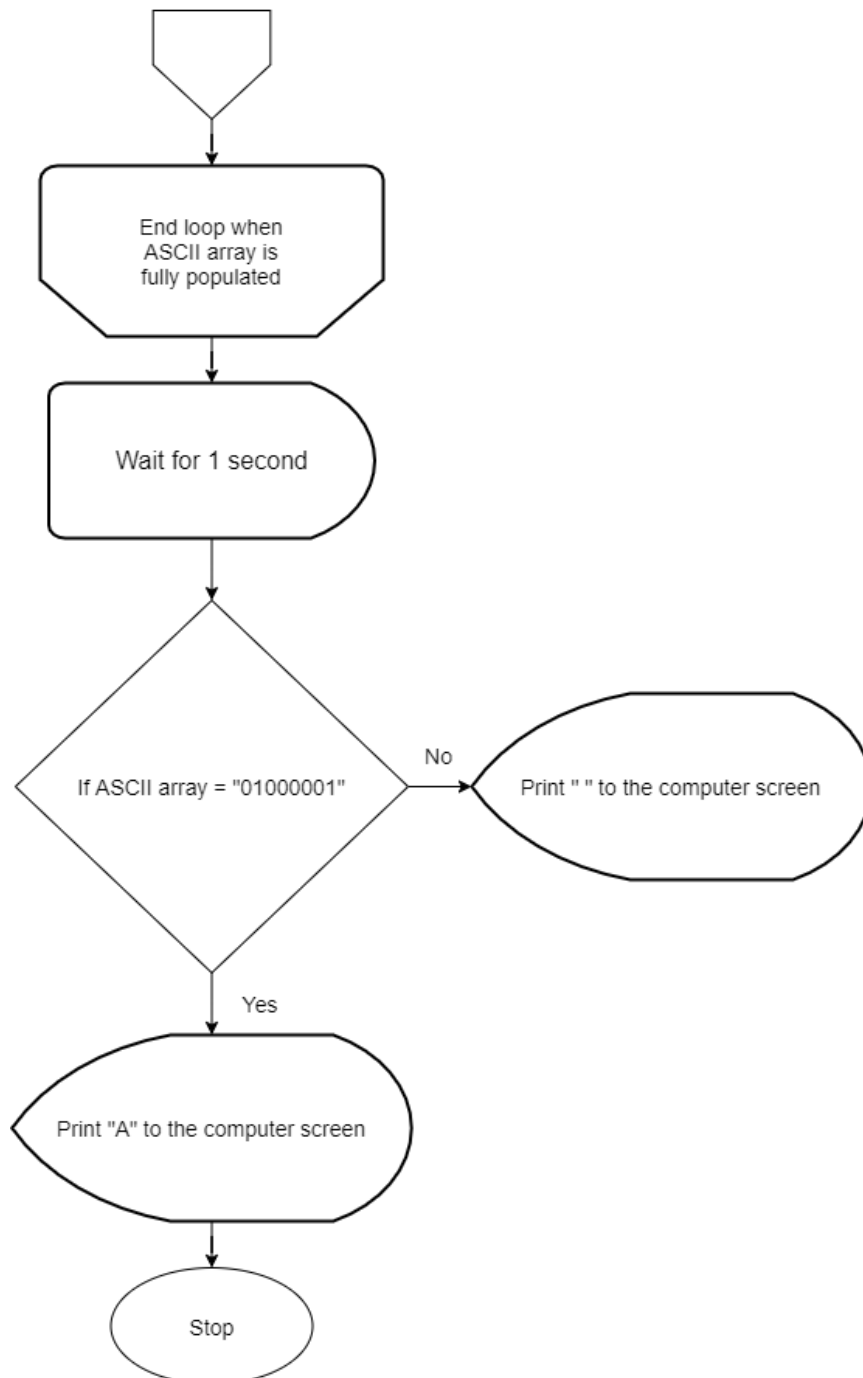 End loop when
ASCII array is
fully populated
Wait for 1 second
If ASCII array = "01000001"
No
Print " " to the computer screen
Yes
Print "A" to the computer screen
Stop